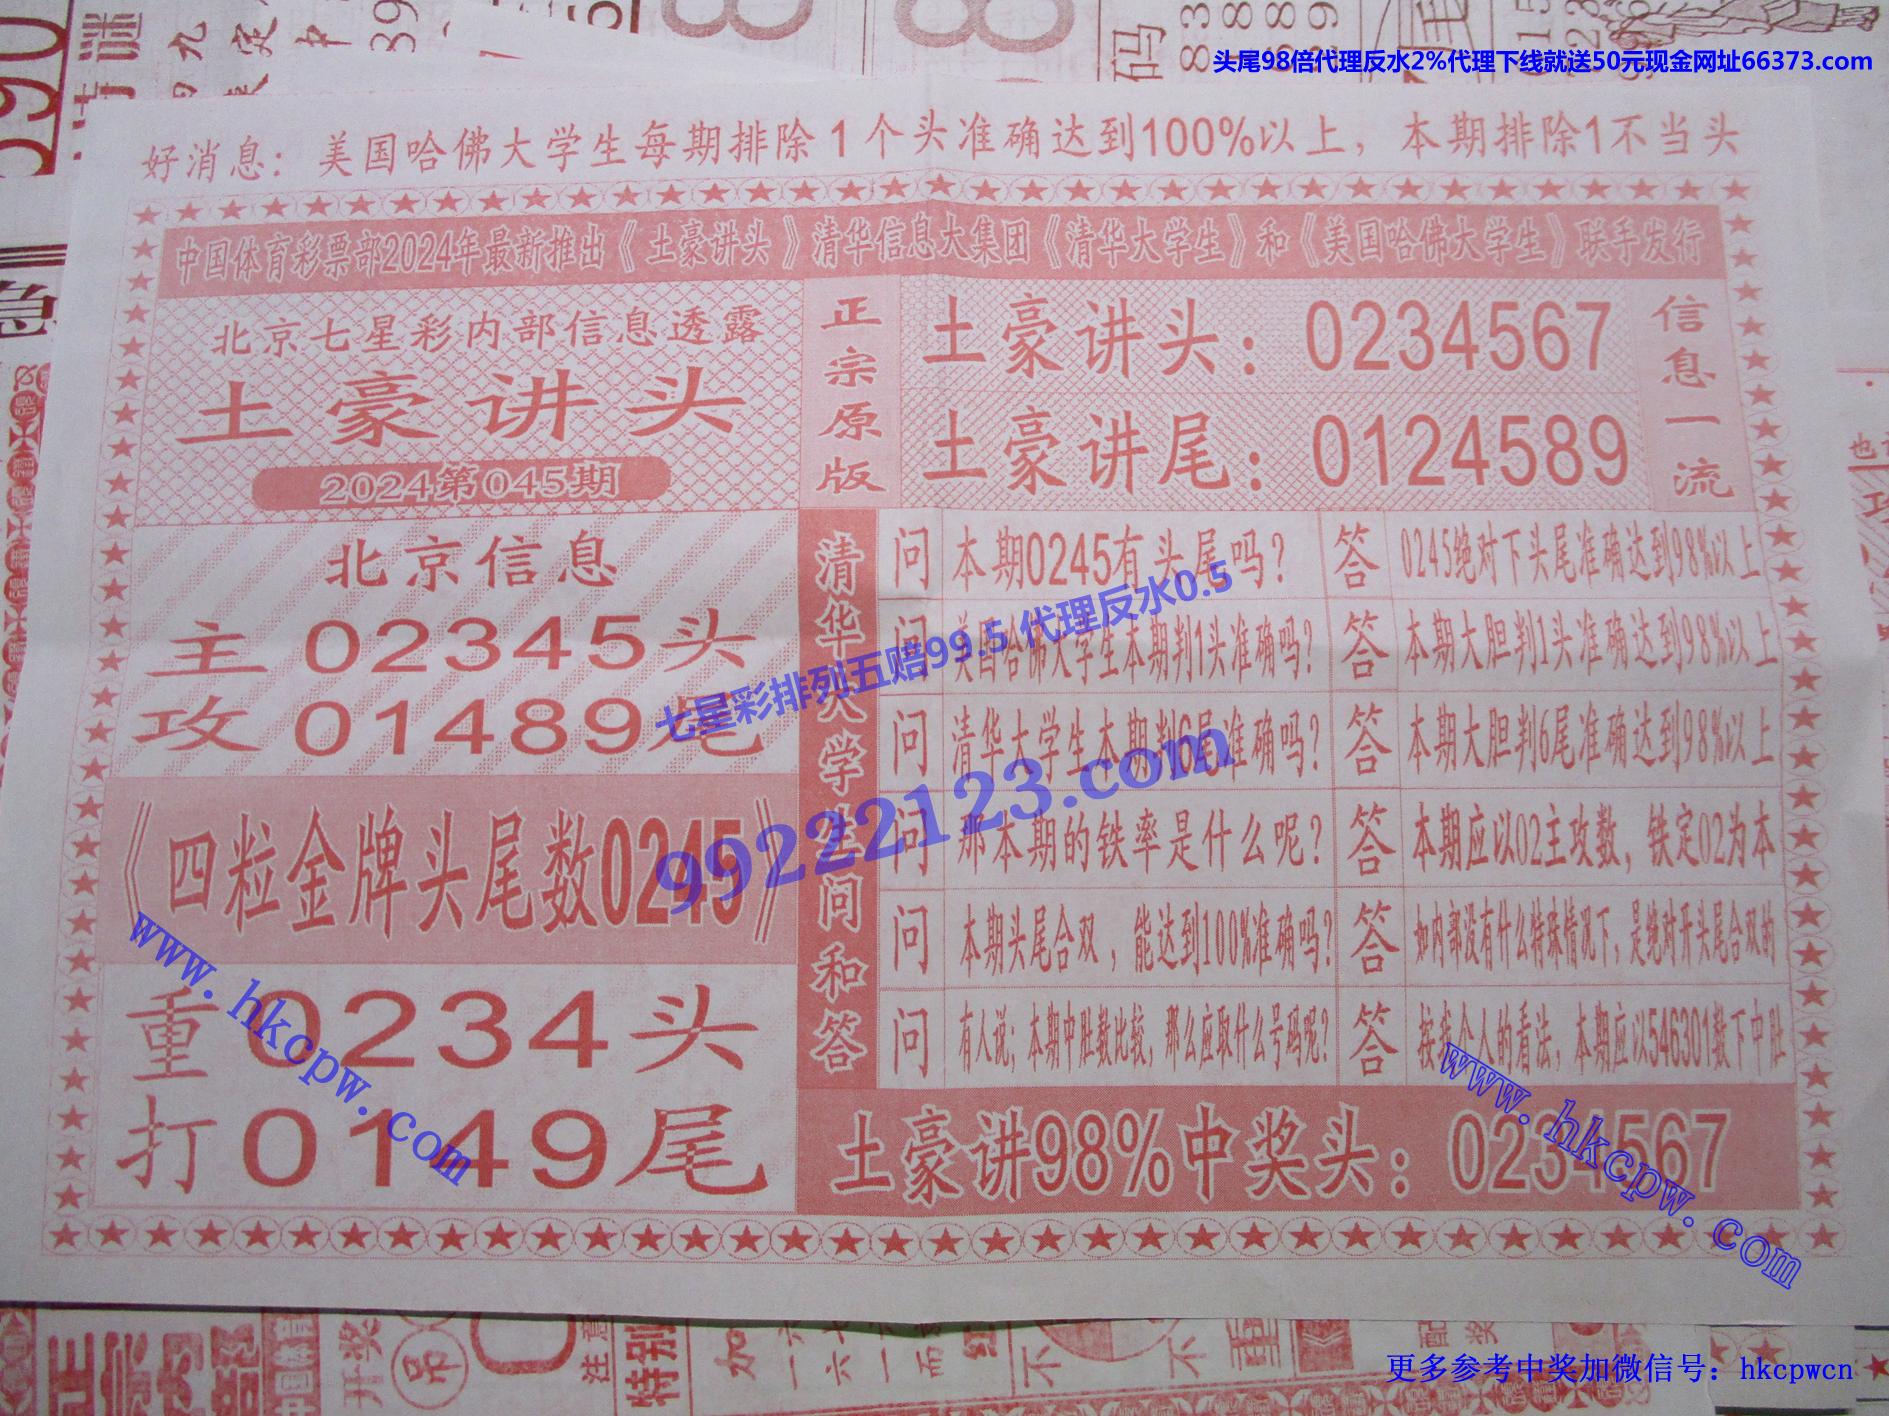 头尾98倍代理反水2%代理下线就送50元现金网址66373.com
好消息：美国哈佛大学生每期排除1个头准确达到100%以上，本期排除1不当头
中国体育彩票部2024年最新推出《土豪讲头》清华信息大集团《清华大学生》和《美国哈佛大学生》联手发行
北京七星彩内部信息透露
土豪讲头
2024第045期
正宗原版
土豪讲头：0234567
土豪讲尾：0124589
信息一流
北京信息
主 02345头
攻 01489尾
《四粒金牌头尾数0245》
重 0234 头
打 0149 尾
清华大学生问和答
问 本期0245有头尾吗？ 答 0245绝对下头尾准确达到98%以上
问 美国哈佛大学生本期判1头准确吗？ 答 本期大胆判1头准确达到98%以上
问 清华大学生本期判6尾准确吗？ 答 本期大胆判6尾准确达到98%以上
问 那本期的铁率是什么呢？ 答 本期应以02主攻数，铁定02为本
问 本期头尾合双，能达到100%准确吗？ 答 如内部没有什么特殊情况下，是绝对开头尾合双的
问 有人说；本期中肚数比较，那么应取什么号码呢？ 答 按我个人的看法，本期应以546301数下中肚
土豪讲98%中奖头：0234567
七星彩排列五赔99.5 代理反水0.5
99222123.com
www.hkcpw.com
www.hkcpw.com
更多参考中奖加微信号：hkcpwcn